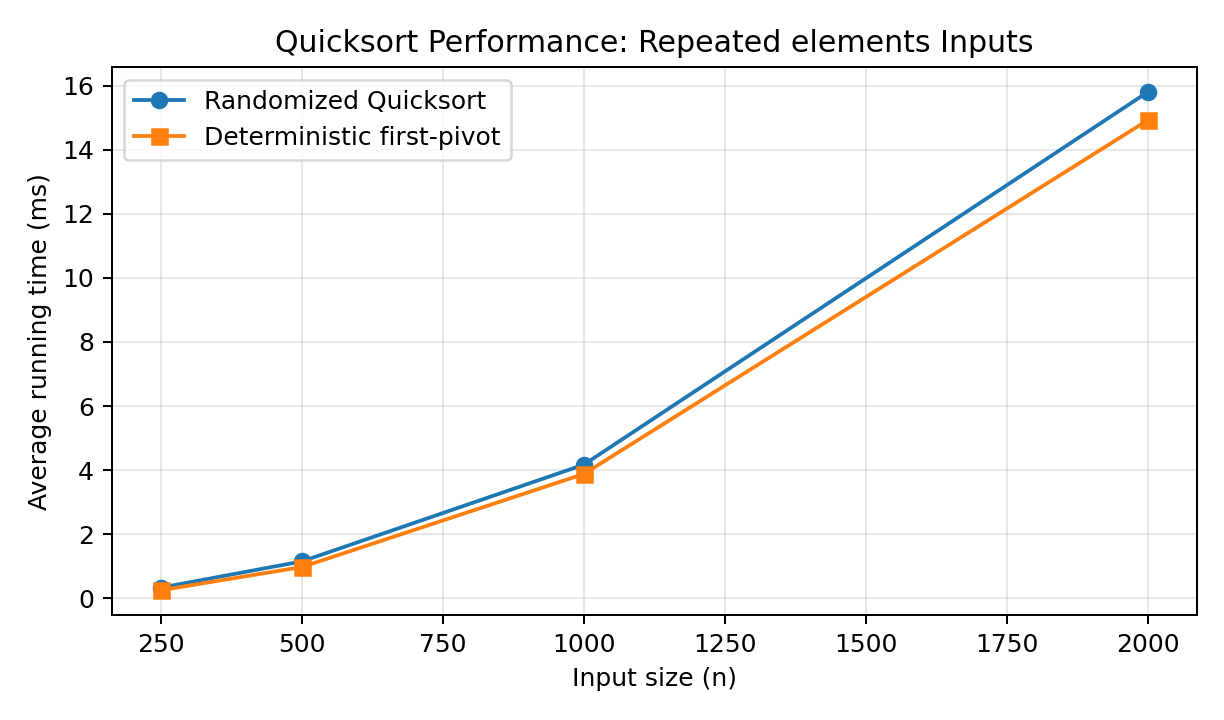 Quicksort Performance: Repeated elements Inputs
Randomized Quicksort
Deterministic first-pivot
Average running time (ms)
16
14
12
10
8
6
4
2
0
250 500 750 1000 1250 1500 1750 2000
Input size (n)